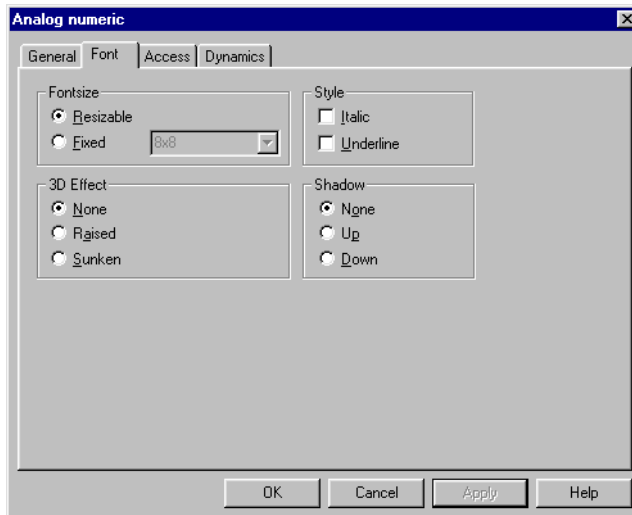 Analog numeric
General Font Access Dynamics
Fontsize
Resizable
Fixed 8x8
Style
Italic
Underline
3D Effect
None
Raised
Sunken
Shadow
None
Up
Down
OK Cancel Apply Help